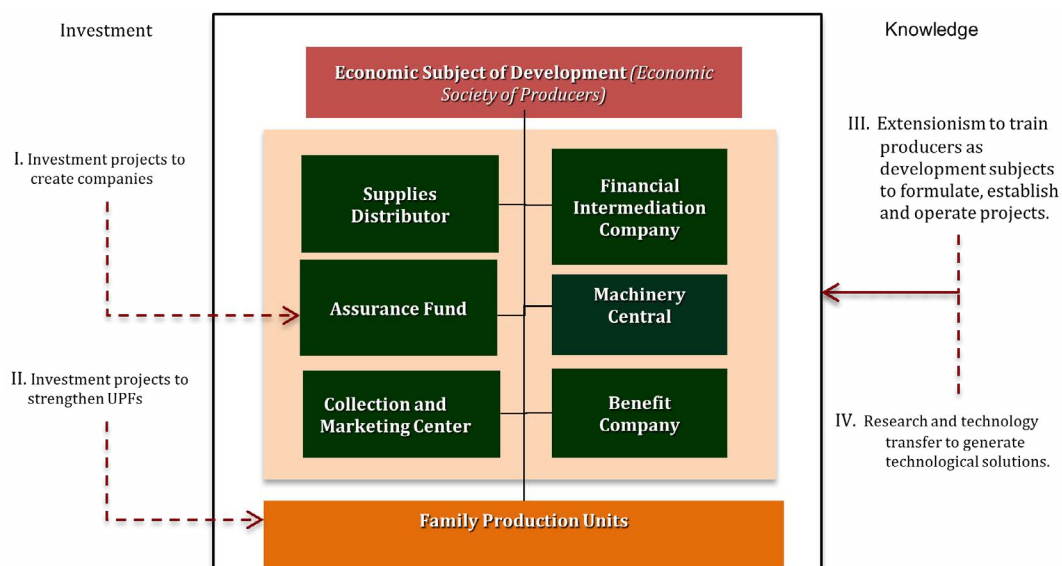 Investment
Knowledge
Economic Subject of Development (Economic
Society of Producers)
I. Investment projects to
create companies
II. Investment projects to
strengthen UPFs
Supplies
Distributor
Financial
Intermediation
Company
Assurance Fund
Machinery
Central
Collection and
Marketing Center
Benefit
Company
Family Production Units
III. Extensionism to train
producers as
development subjects
to formulate, establish
and operate projects.
IV. Research and technology
transfer to generate
technological solutions.